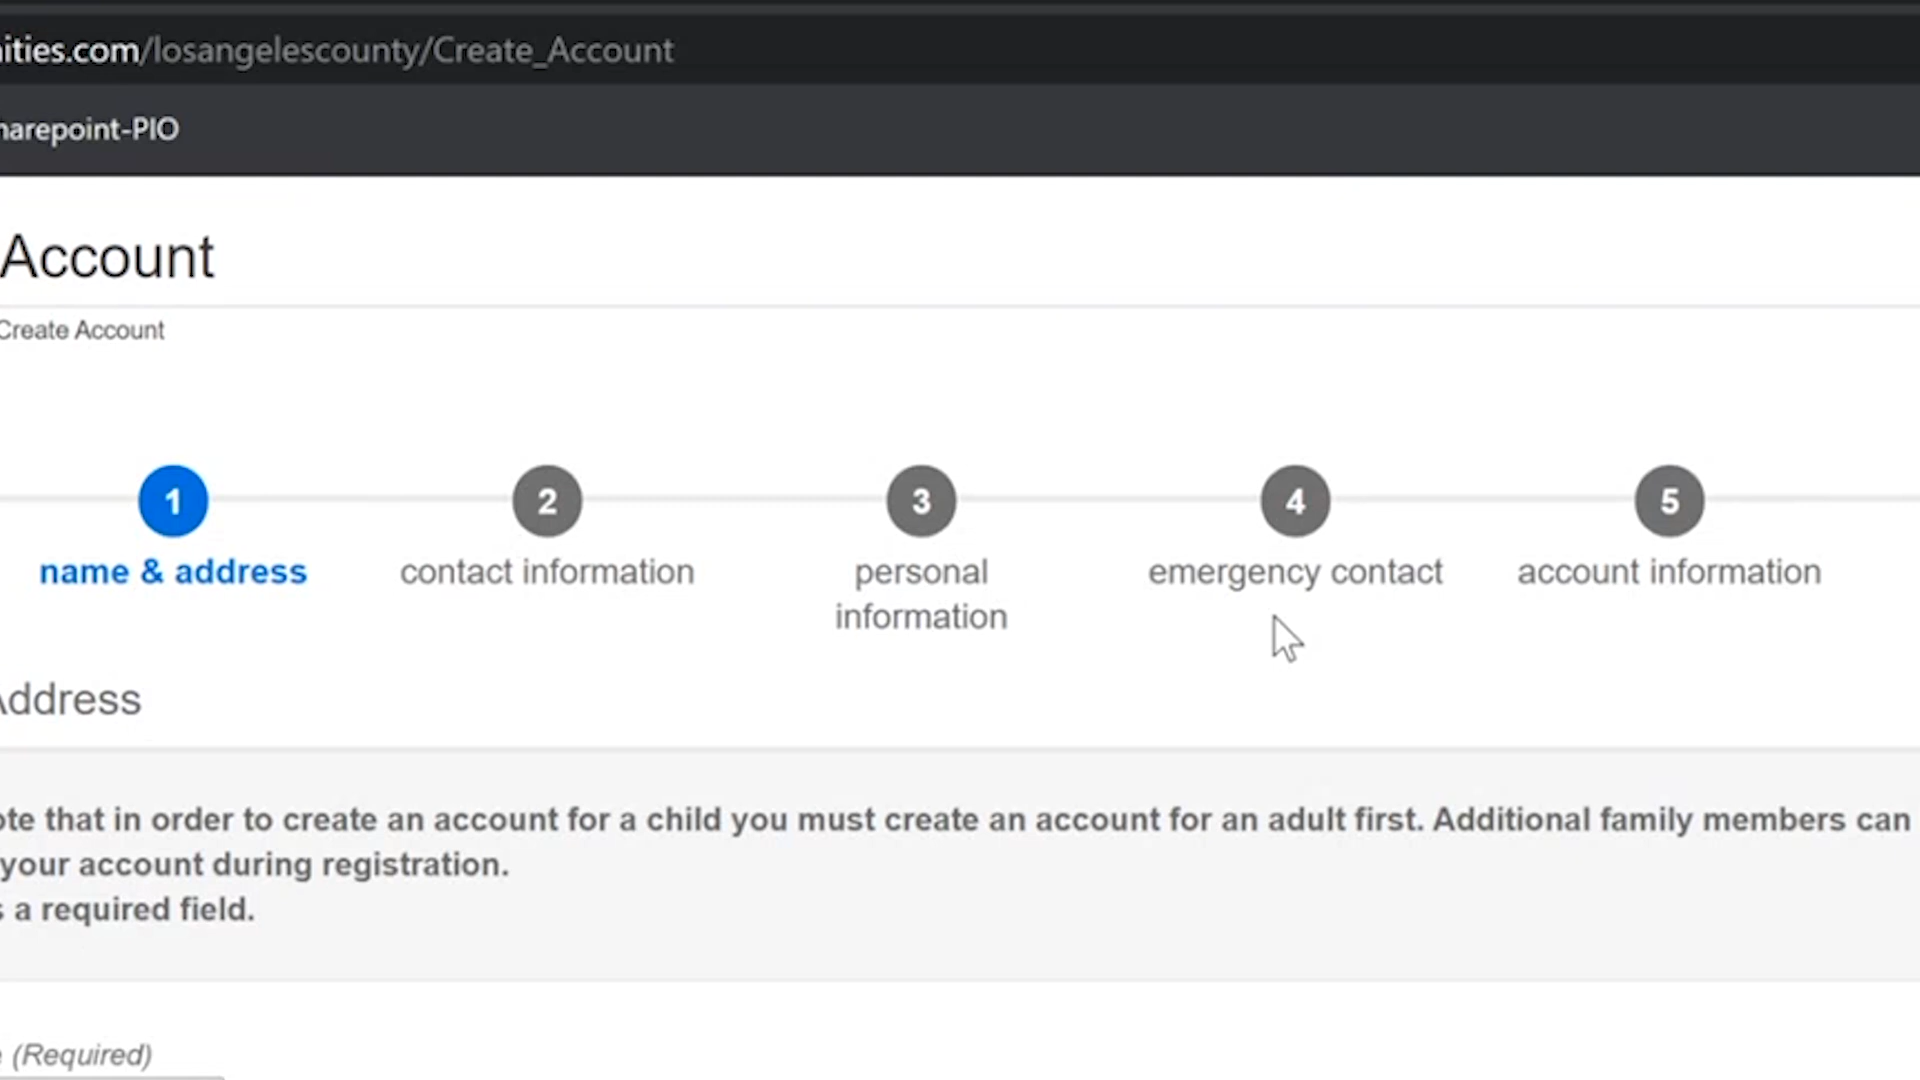 ities.com/losangelescounty/Create_Account
harepoint-PIO
Account
Create Account
1 2 3 4 5
name & address contact information personal information emergency contact account information
Address
ote that in order to create an account for a child you must create an account for an adult first. Additional family members can
your account during registration.
s a required field.
(Required)